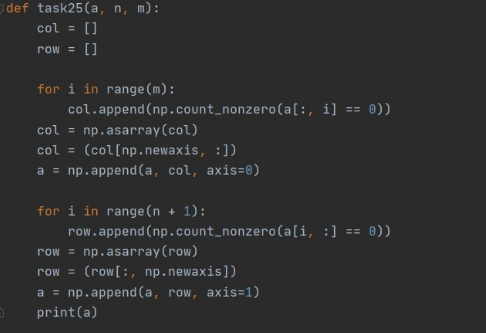 def task25(a, n, m):
    col = []
    row = []

    for i in range(m):
        col.append(np.count_nonzero(a[:, i] == 0))
    col = np.asarray(col)
    col = (col[np.newaxis, :])
    a = np.append(a, col, axis=0)

    for i in range(n + 1):
        row.append(np.count_nonzero(a[i, :] == 0))
    row = np.asarray(row)
    row = (row[:, np.newaxis])
    a = np.append(a, row, axis=1)
    print(a)